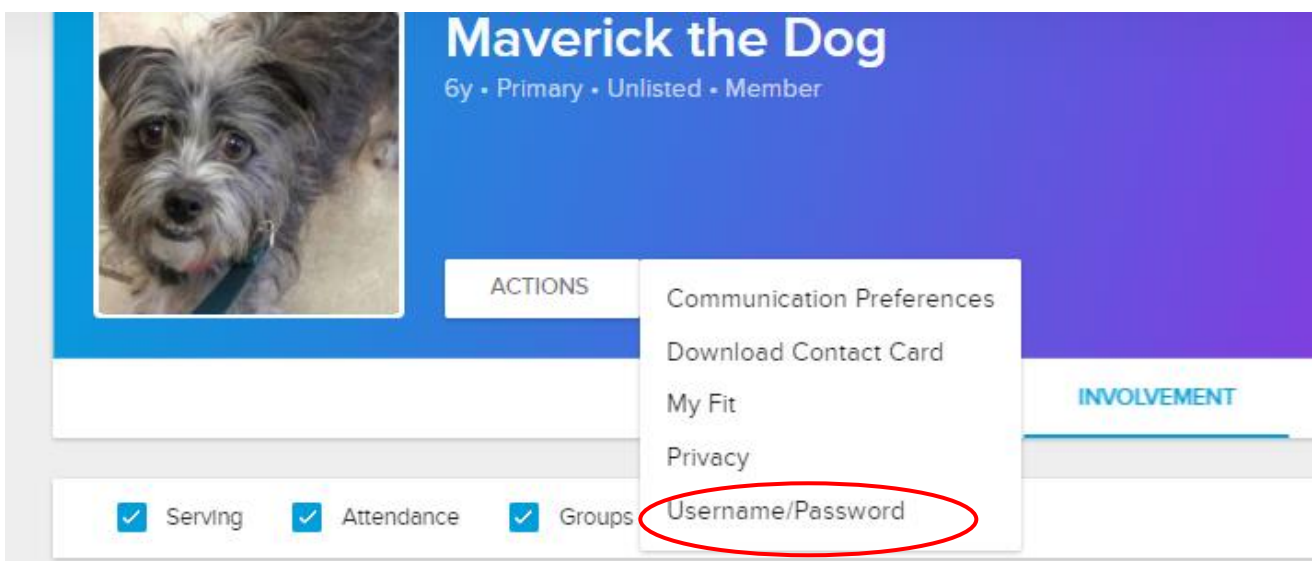 Maverick the Dog
6y • Primary • Unlisted • Member
ACTIONS
Communication Preferences
Download Contact Card
My Fit
Privacy
Username/Password
INVOLVEMENT
Serving Attendance Groups